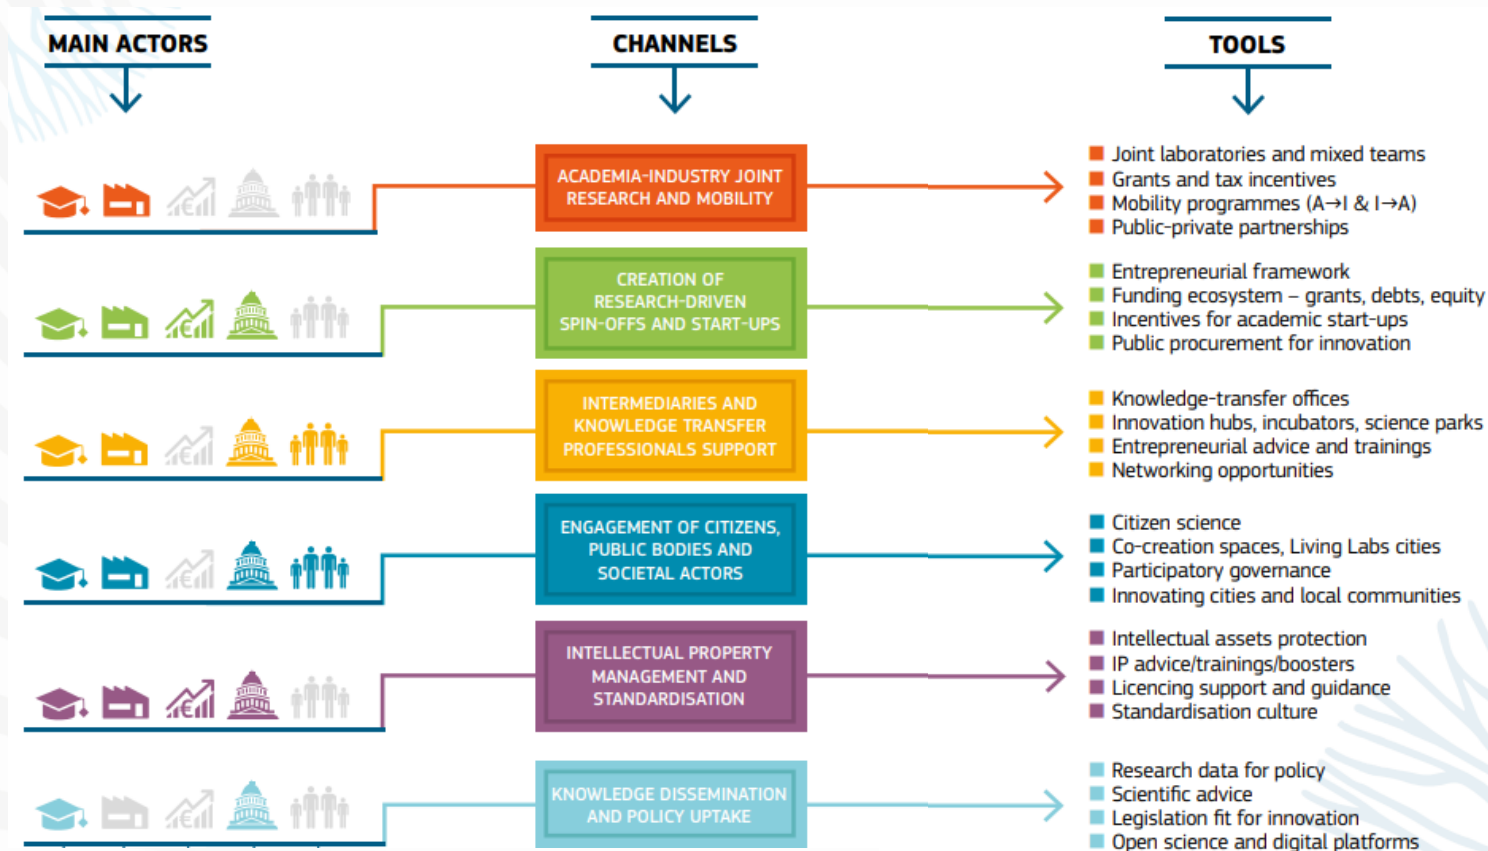 MAIN ACTORS
CHANNELS
TOOLS
ACADEMIA-INDUSTRY JOINT
RESEARCH AND MOBILITY
Joint laboratories and mixed teams
Grants and tax incentives
Mobility programmes (A→I & I→A)
Public-private partnerships
CREATION OF
RESEARCH-DRIVEN
SPIN-OFFS AND START-UPS
Entrepreneurial framework
Funding ecosystem – grants, debts, equity
Incentives for academic start-ups
Public procurement for innovation
INTERMEDIARIES AND
KNOWLEDGE TRANSFER
PROFESSIONALS SUPPORT
Knowledge-transfer offices
Innovation hubs, incubators, science parks
Entrepreneurial advice and trainings
Networking opportunities
ENGAGEMENT OF CITIZENS,
PUBLIC BODIES AND
SOCIETAL ACTORS
Citizen science
Co-creation spaces, Living Labs cities
Participatory governance
Innovating cities and local communities
INTELLECTUAL PROPERTY
MANAGEMENT AND
STANDARDISATION
Intellectual assets protection
IP advice/trainings/boosters
Licencing support and guidance
Standardisation culture
KNOWLEDGE DISSEMINATION
AND POLICY UPTAKE
Research data for policy
Scientific advice
Legislation fit for innovation
Open science and digital platforms